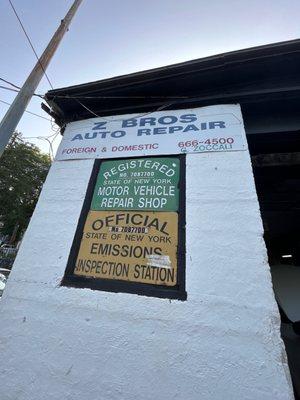 Z BROS
AUTO REPAIR
FOREIGN & DOMESTIC 666-4500
G. ZOCCALI
REGISTERED
NO. 7087700
STATE OF NEW YORK
MOTOR VEHICLE
REPAIR SHOP
OFFICIAL
No 7087700
STATE OF NEW YORK
EMISSIONS
INSPECTION STATION